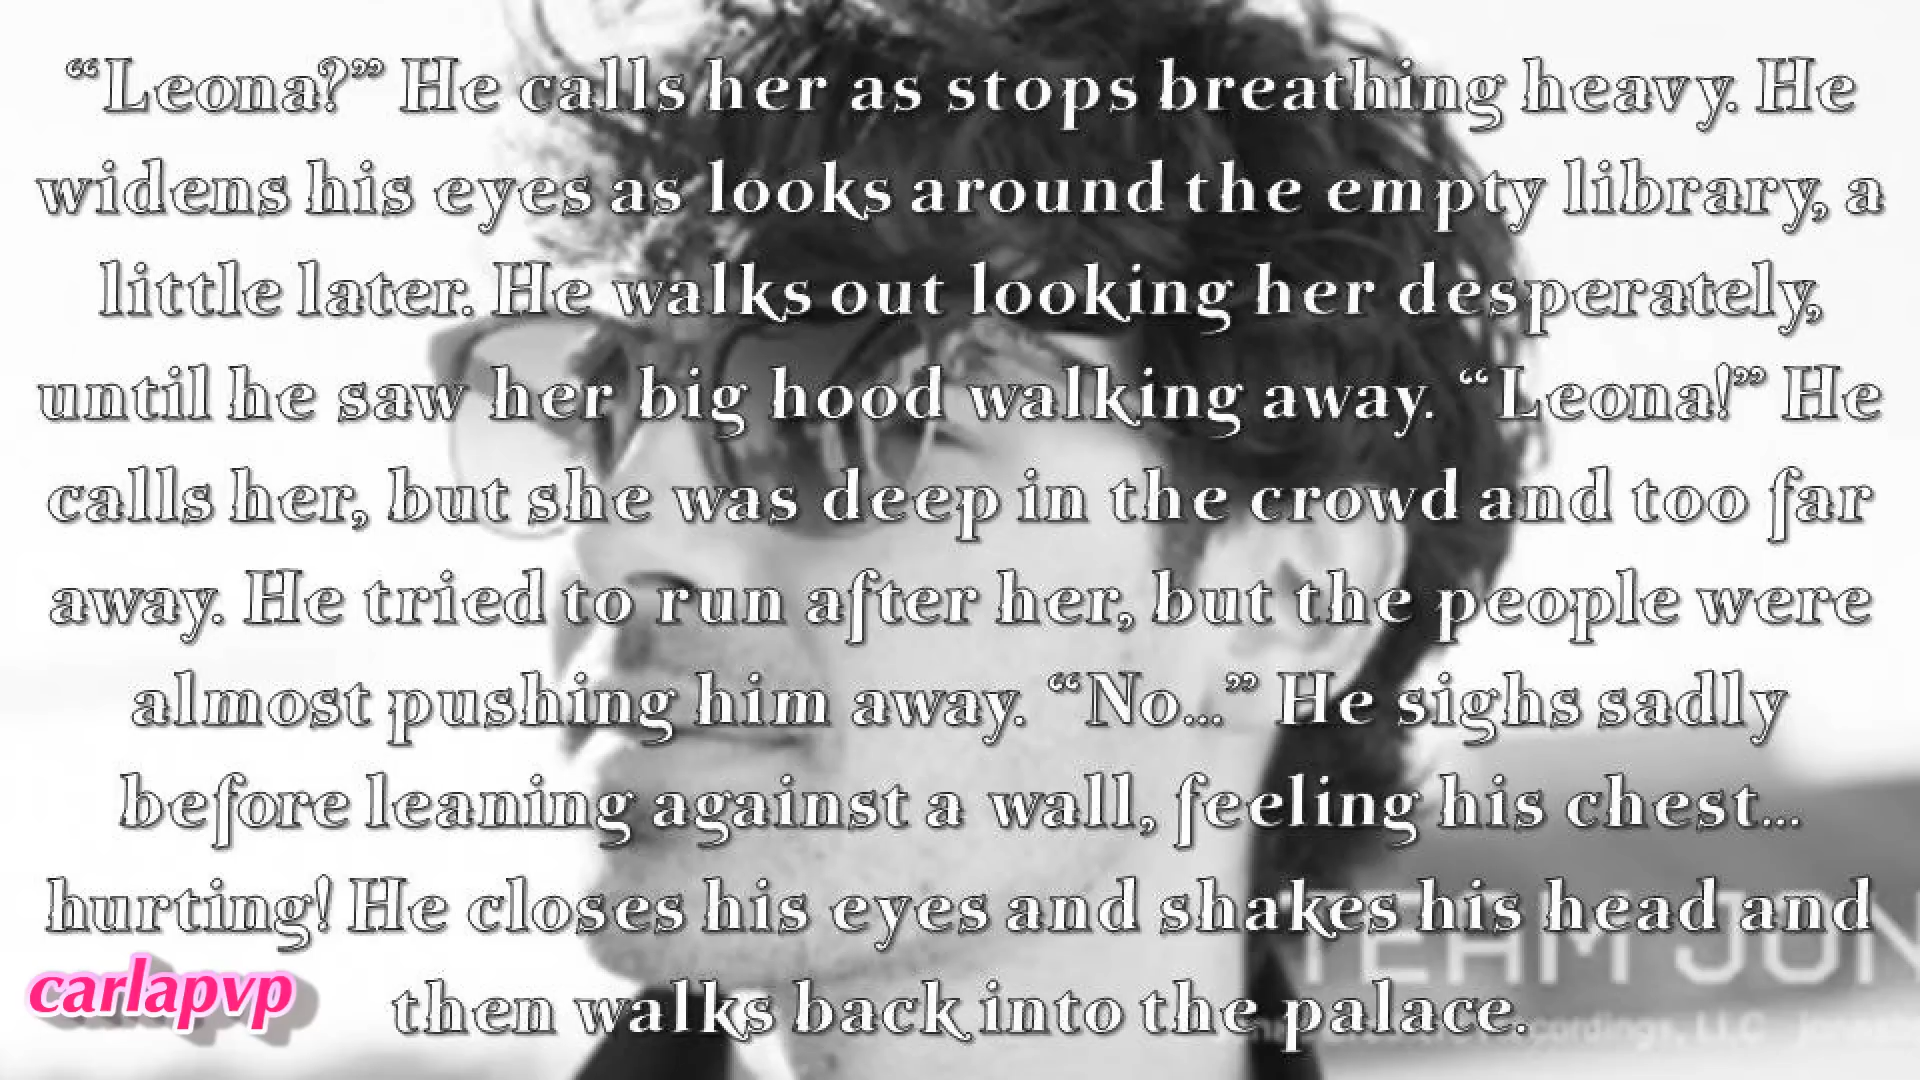 “Leona?” He calls her as stops breathing heavy. He
widens his eyes as looks around the empty library, a
little later. He walks out looking her desperately,
until he saw her big hood walking away. “Leona!” He
calls her, but she was deep in the crowd and too far
away. He tried to run after her, but the people were
almost pushing him away. “No...” He sighs sadly
before leaning against a wall, feeling his chest...
hurting! He closes his eyes and shakes his head and
then walks back into the palace.
carlapvp
TEAM JON
cordings, LLC